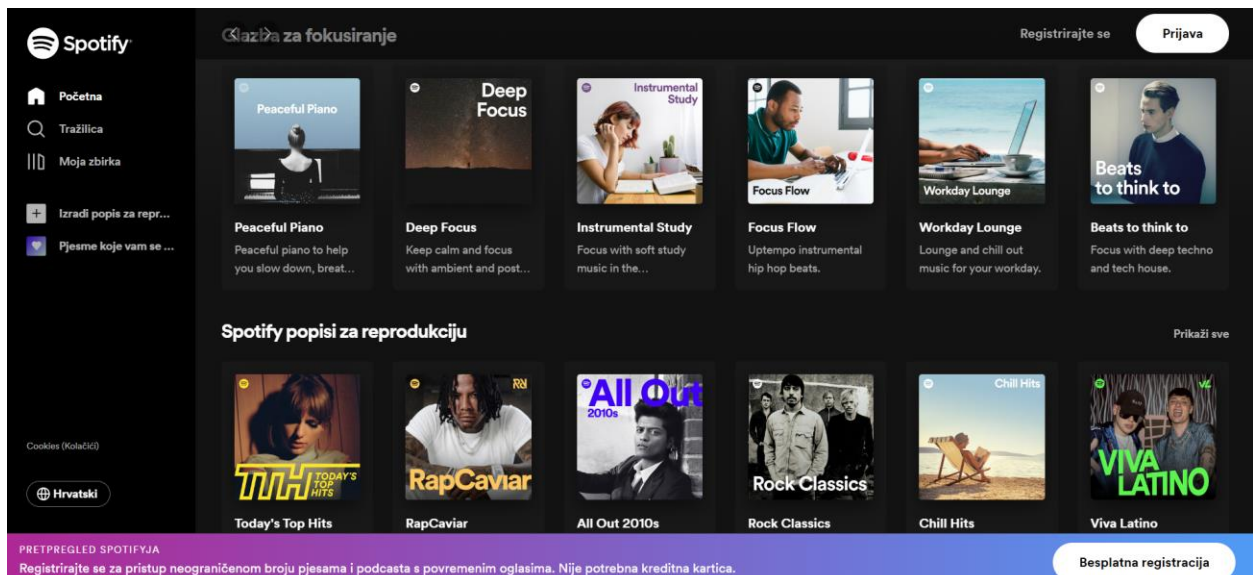 Spotify
Početna
Tražilica
Moja zbirka
Izradi popis za repr...
Pjesme koje vam se ...
Cookies (Kolačići)
Hrvatski
Glazba za fokusiranje
Registrirajte se
Prijava
Peaceful Piano
Deep
Focus
Instrumental
Study
Focus Flow
Workday Lounge
Beats
to think to
Peaceful Piano
Deep Focus
Instrumental Study
Focus Flow
Workday Lounge
Beats to think to
Peaceful piano to help
you slow down, breat...
Keep calm and focus
with ambient and post...
Focus with soft study
music in the...
Uptempo instrumental
hip hop beats.
Lounge and chill out
music for your workday.
Focus with deep techno
and tech house.
Spotify popisi za reprodukciju
Prikaži sve
TTH TODAY'S
TOP
HITS
RapCaviar
All Out
2010s
Rock Classics
Chill Hits
VIVA
LATINO
Today's Top Hits
RapCaviar
All Out 2010s
Rock Classics
Chill Hits
Viva Latino
PRETPREGLED SPOTIFYJA
Registrirajte se za pristup neograničenom broju pjesama i podcasta s povremenim oglasima. Nije potrebna kreditna kartica.
Besplatna registracija